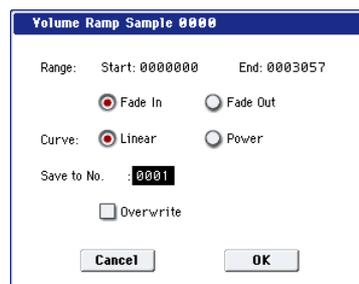 Volume Ramp Sample 0000
Range: Start: 0000000 End: 0003057
Fade In Fade Out
Curve: Linear Power
Save to No. :0001
Overwrite
Cancel OK